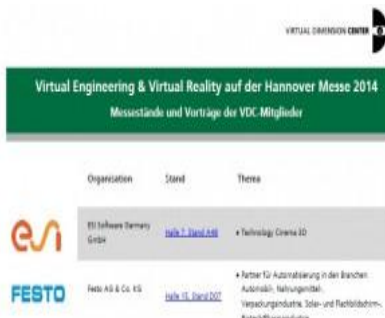 VIRTUAL DIMENSION CENTER
Virtual Engineering & Virtual Reality auf der Hannover Messe 2014
Messestände und Vorträge der VDC-Mitglieder
Organisation Stand Thema
esi
ESI Software Germany GmbH
Halle 7, Stand
• Technology Cinema 3D
FESTO
Festo AG & Co. KG
Halle 15, Stand D07
• Partner für Automatisierung in den Branchen
Automobil-, Nahrungsmittel-,
Verpackungsindustrie, Solar- und Flachbildschirm-,